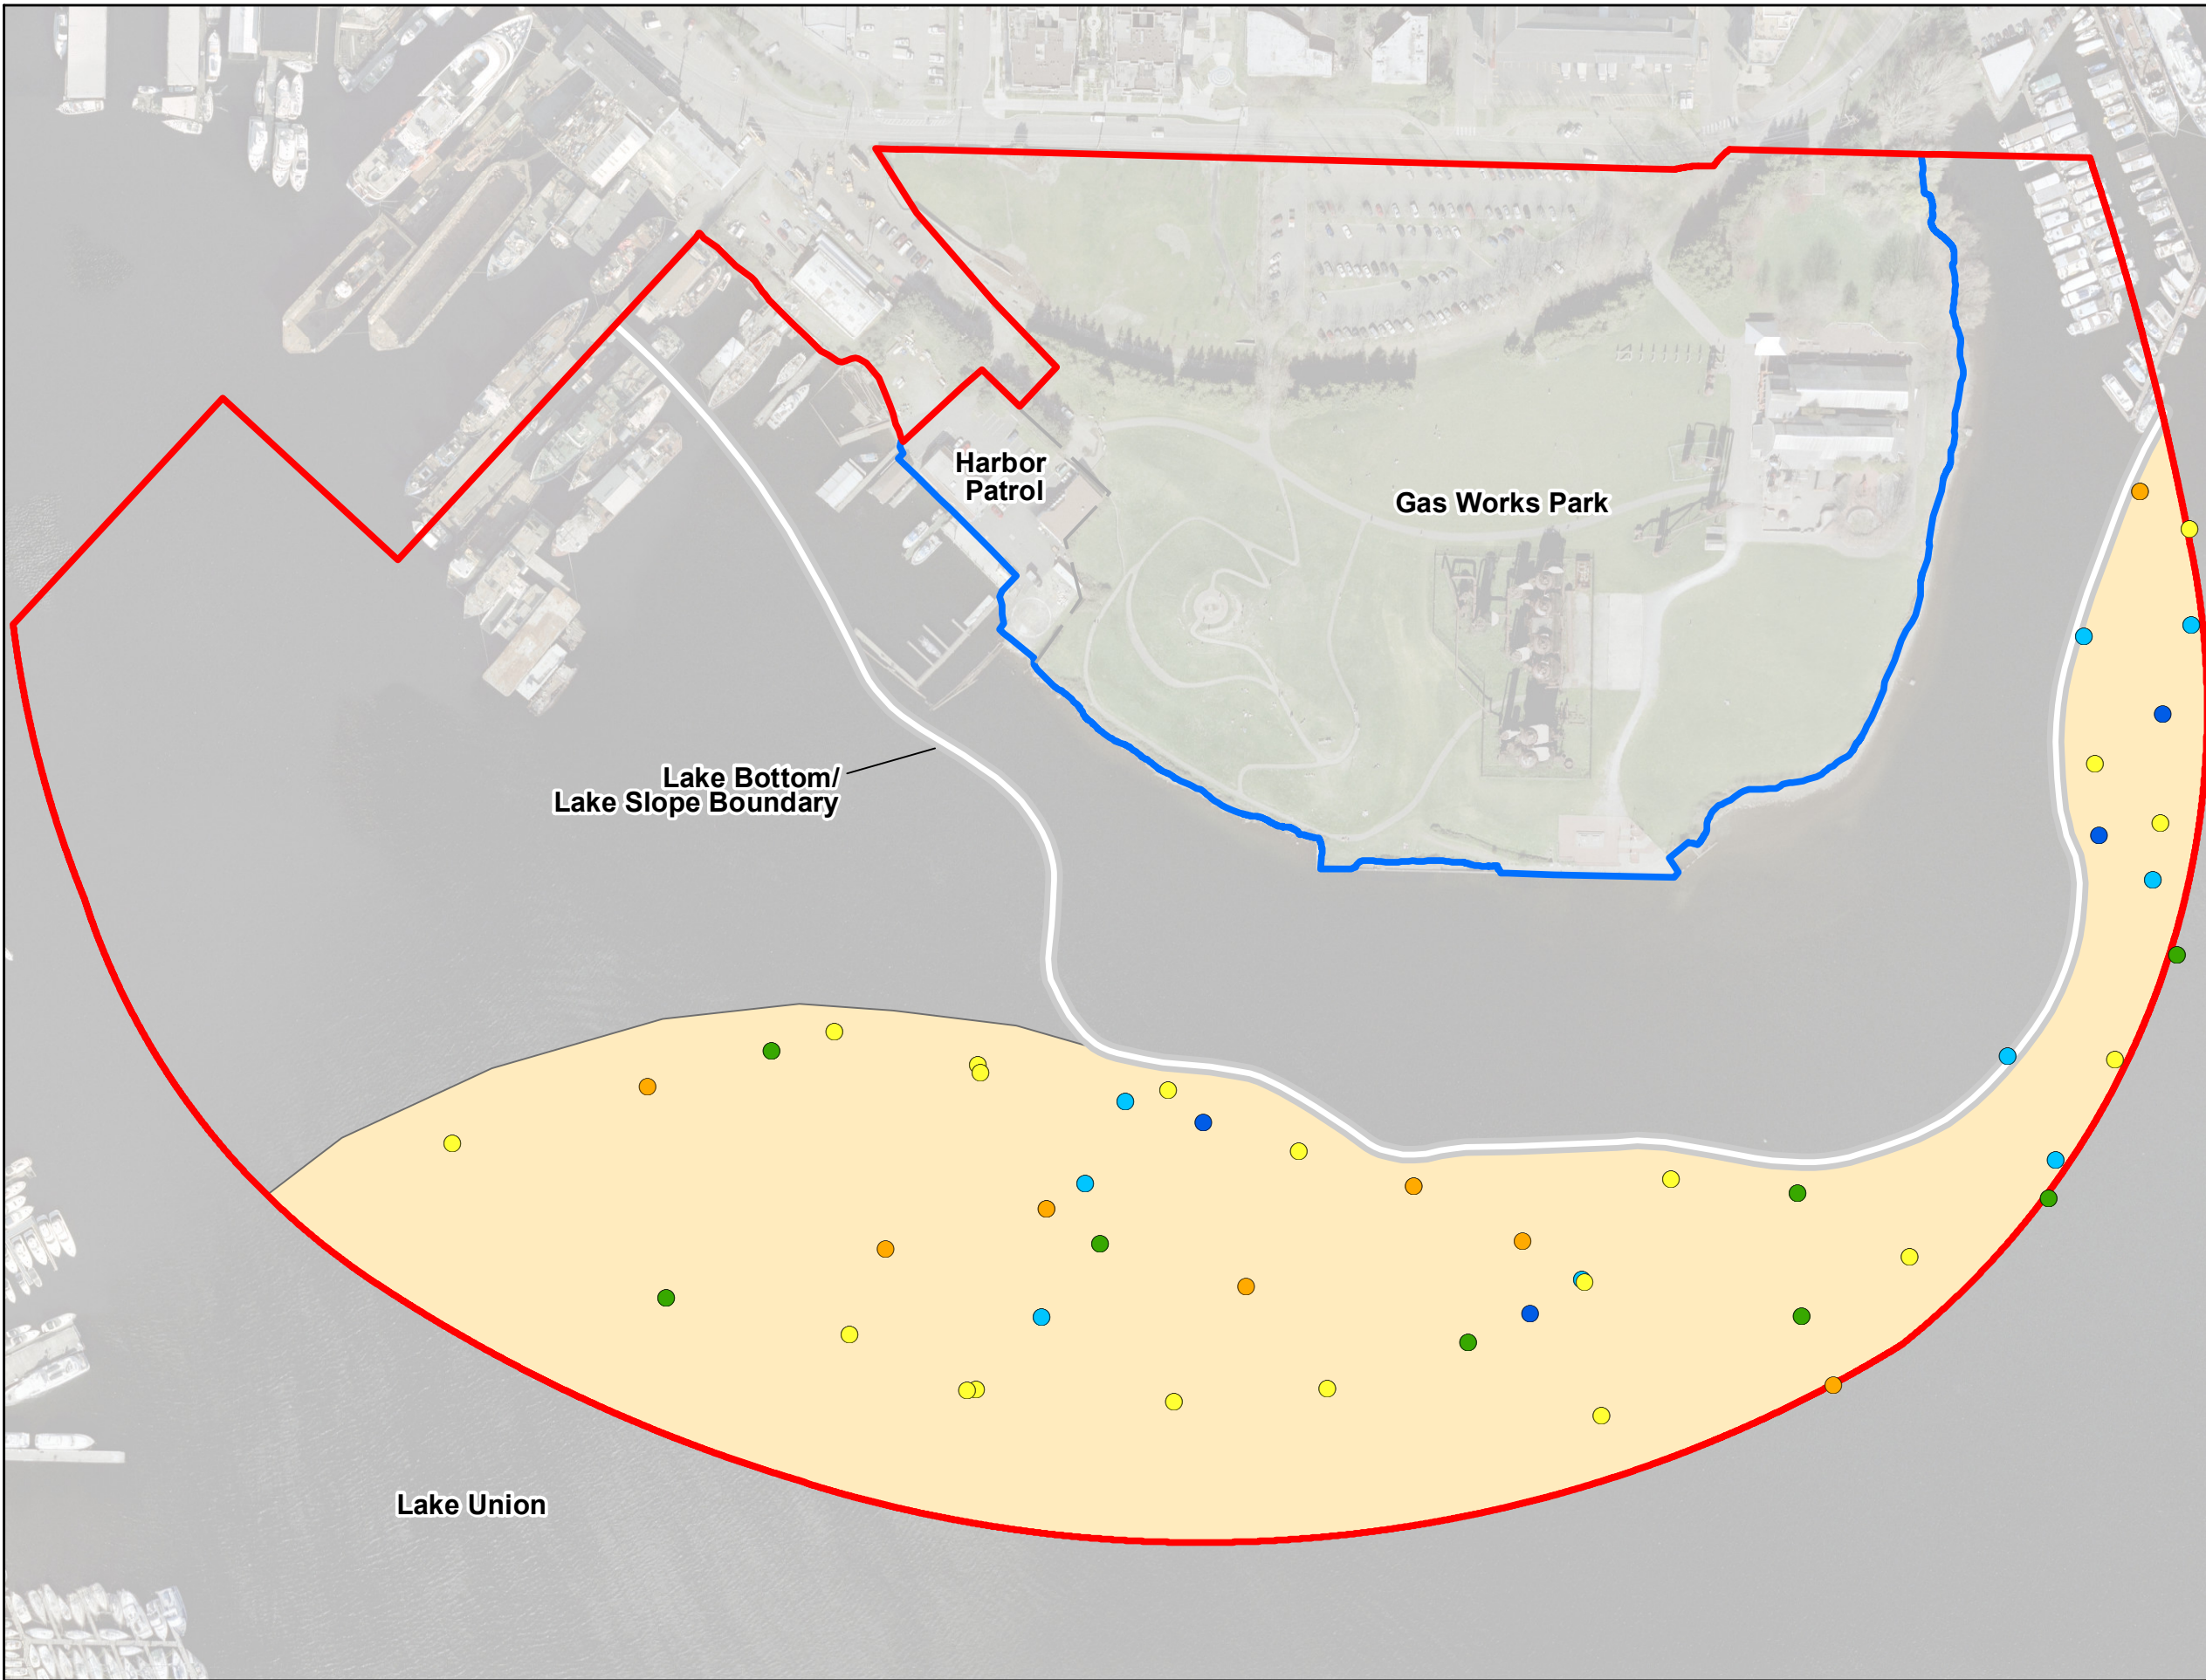 Harbor
Patrol
Gas Works Park
Lake Bottom/
Lake Slope Boundary
Lake Union